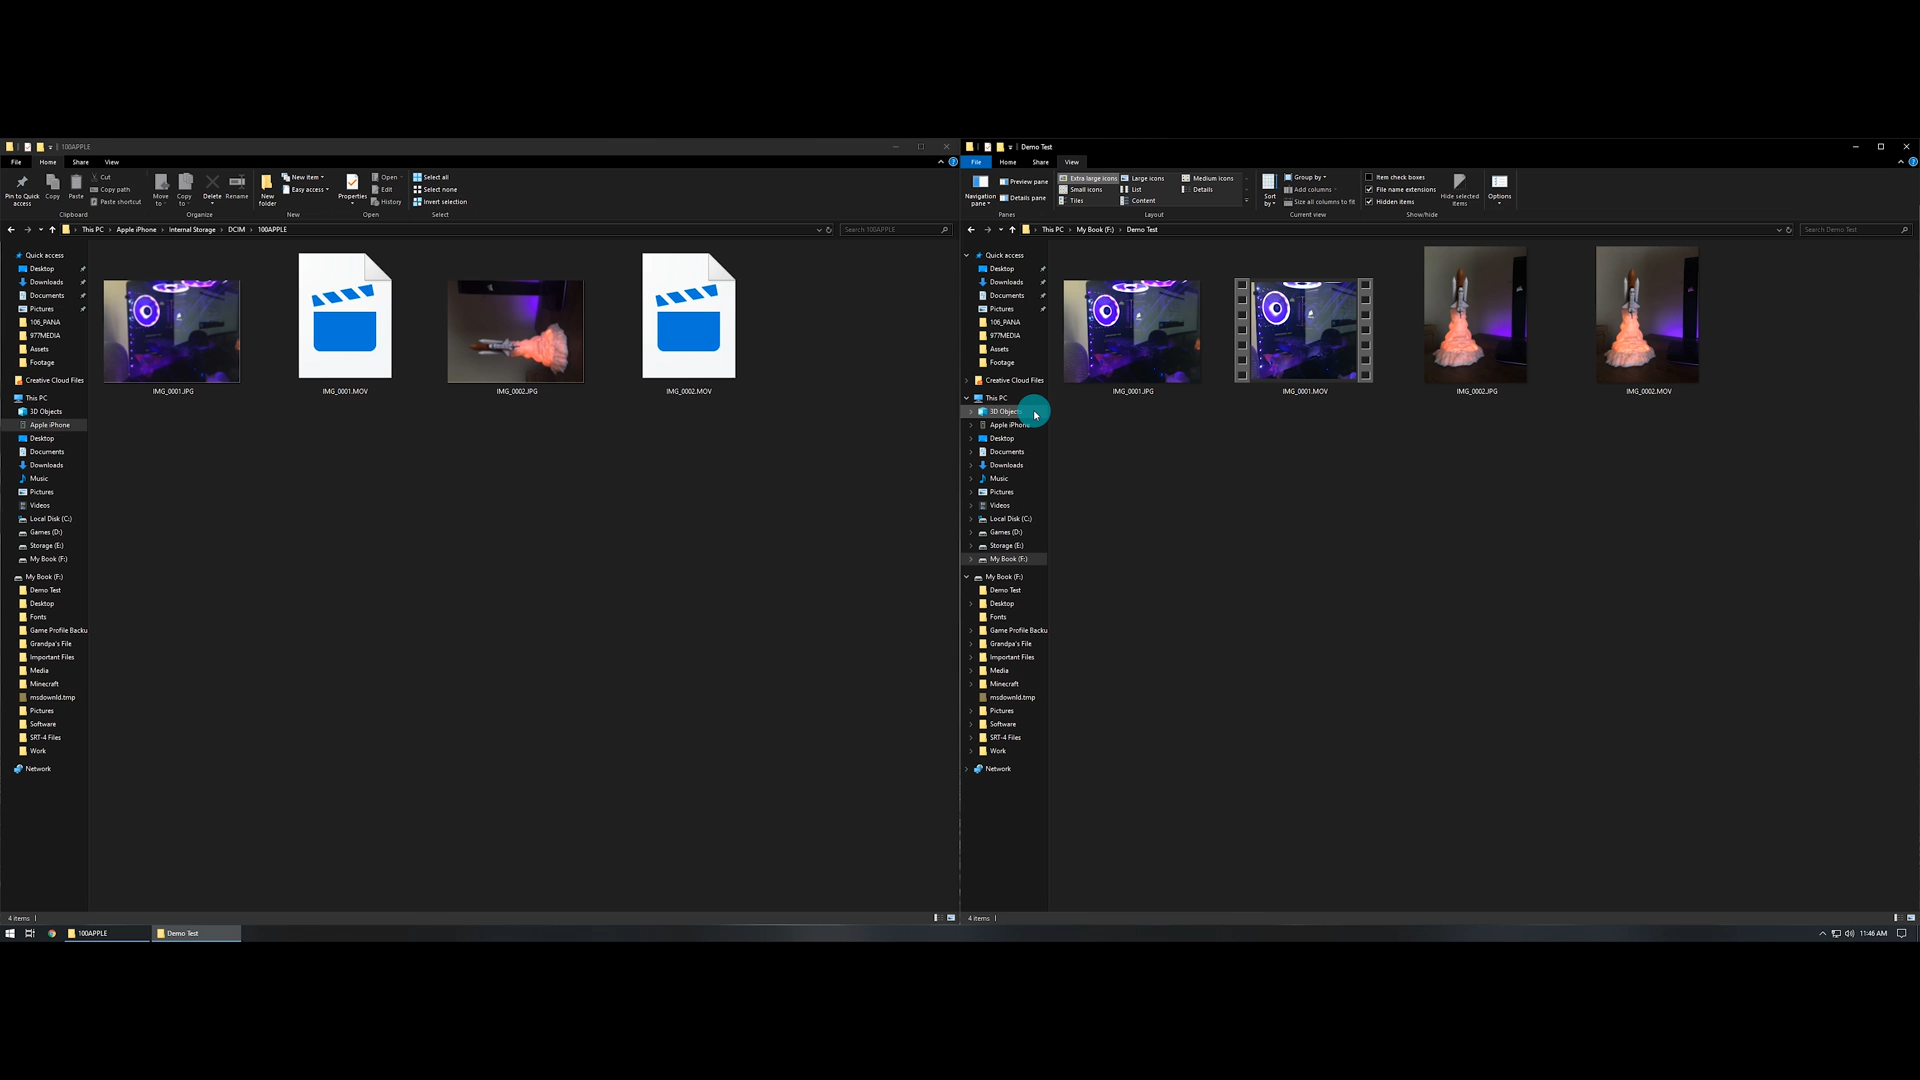 100APPLE
File Home Share View
Pin to Quick access
Copy
Paste
Cut
Copy path
Paste shortcut
Clipboard
Move to
Copy to
Delete
Rename
Organize
New folder
New item
Easy access
New
Properties
Open
Edit
History
Open
Select all
Select none
Invert selection
Select
This PC > Apple iPhone > Internal Storage > DCIM > 100APPLE
Search 100APPLE
Quick access
Desktop
Downloads
Documents
Pictures
106_PANA
977MEDIA
Assets
Footage
Creative Cloud Files
This PC
3D Objects
Apple iPhone
Desktop
Documents
Downloads
Music
Pictures
Videos
Local Disk (C:)
Games (D:)
Storage (E:)
My Book (F:)
My Book (F:)
Demo Test
Desktop
Fonts
Game Profile Backu
Grandpa's File
Important Files
Media
Minecraft
msdownld.tmp
Pictures
Software
SRT-4 Files
Work
Network
IMG_0001.JPG
IMG_0001.MOV
IMG_0002.JPG
IMG_0002.MOV
4 items
Demo Test
File Home Share View
Navigation pane
Preview pane
Details pane
Panes
Extra large icons
Large icons
Medium icons
Small icons
List
Details
Tiles
Content
Layout
Sort by
Group by
Add columns
Size all columns to fit
Current view
Item check boxes
File name extensions
Hidden items
Hide selected items
Show/hide
Options
This PC > My Book (F:) > Demo Test
Search Demo Test
Quick access
Desktop
Downloads
Documents
Pictures
106_PANA
977MEDIA
Assets
Footage
Creative Cloud Files
This PC
3D Objects
Apple iPhone
Desktop
Documents
Downloads
Music
Pictures
Videos
Local Disk (C:)
Games (D:)
Storage (E:)
My Book (F:)
My Book (F:)
Demo Test
Desktop
Fonts
Game Profile Backu
Grandpa's File
Important Files
Media
Minecraft
msdownld.tmp
Pictures
Software
SRT-4 Files
Work
Network
IMG_0001.JPG
IMG_0001.MOV
IMG_0002.JPG
IMG_0002.MOV
4 items
100APPLE
Demo Test
11:46 AM